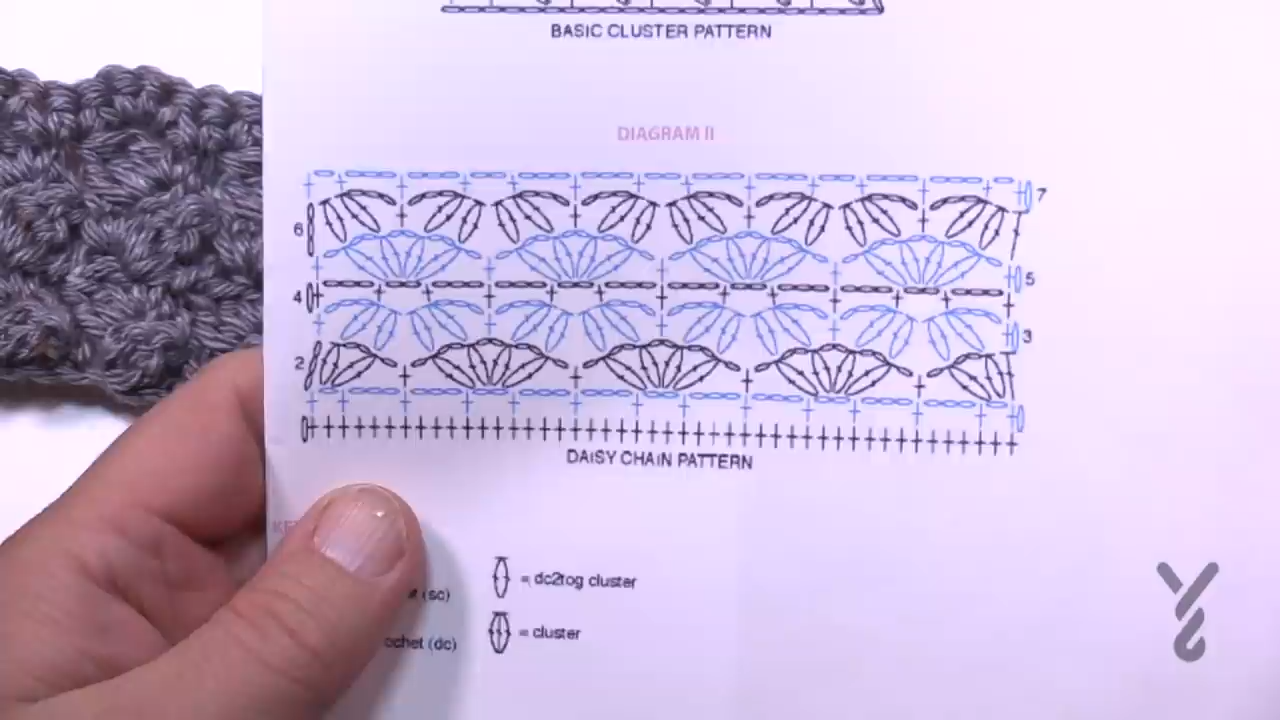 BASIC CLUSTER PATTERN
DIAGRAM II
7
6
5
4
3
2
DAISY CHAIN PATTERN
= dc2tog cluster
(sc)
= cluster
ochet (dc)